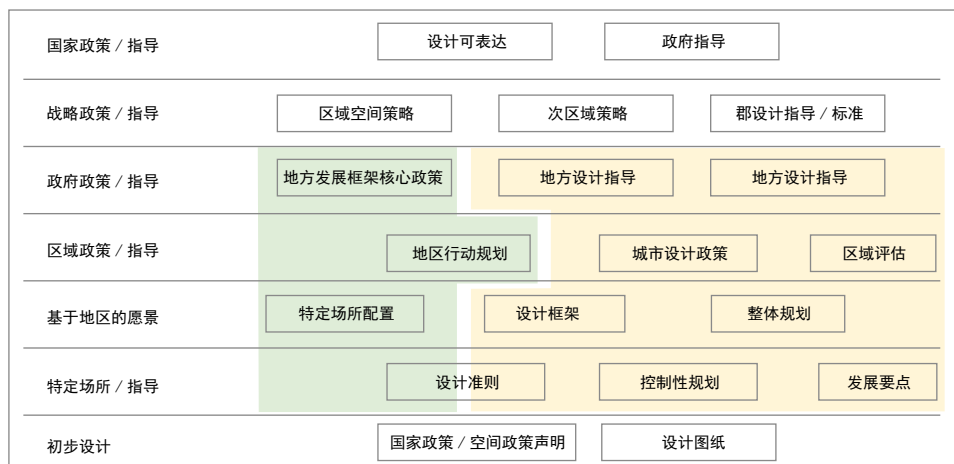 国家政策 / 指导 设计可表达 政府指导
战略政策 / 指导 区域空间策略 次区域策略 郡设计指导 / 标准
政府政策 / 指导 地方发展框架核心政策 地方设计指导 地方设计指导
区域政策 / 指导 地区行动规划 城市设计政策 区域评估
基于地区的愿景 特定场所配置 设计框架 整体规划
特定场所 / 指导 设计准则 控制性规划 发展要点
初步设计 国家政策 / 空间政策声明 设计图纸